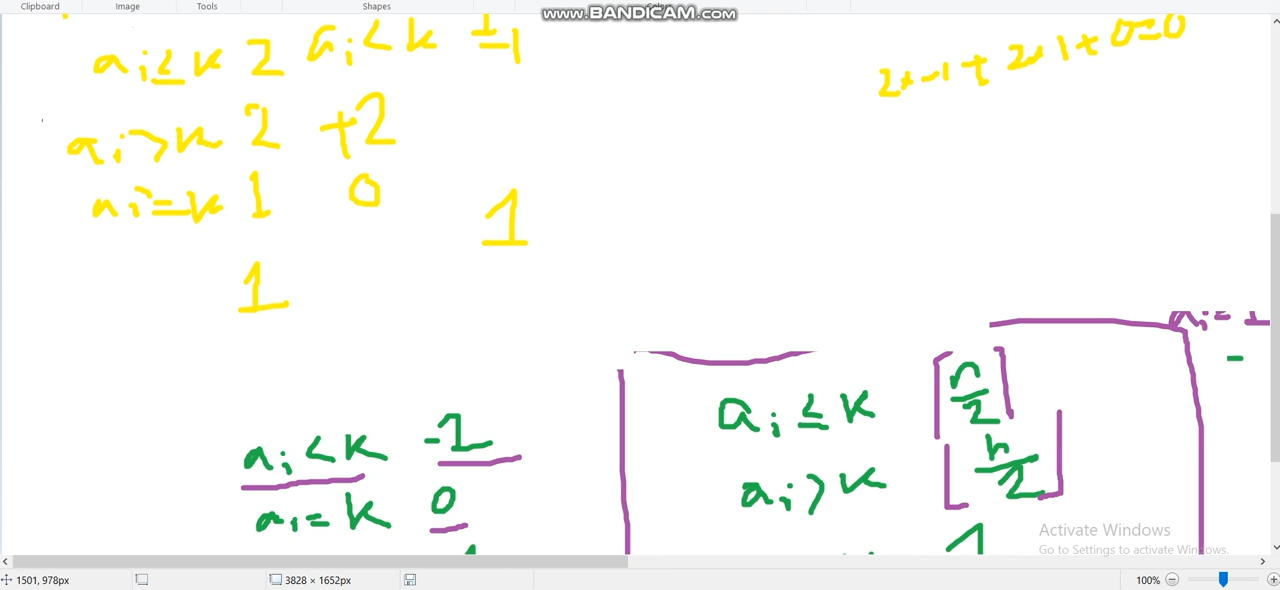 Clipboard Image Tools Shapes
www.BANDICAM.com
ai ≤ k 2 ai < k -1
2*-1 + 2*1 + 0=0
ai > k 2 +2
ai = k 1 0
1
1
ai = 1
-
ai ≤ k n/2
ai < k -1
ai > k n/2
ai = k 0
1
Activate Windows
Go to Settings to activate Windows.
1501, 978px 3828 × 1652px 100%